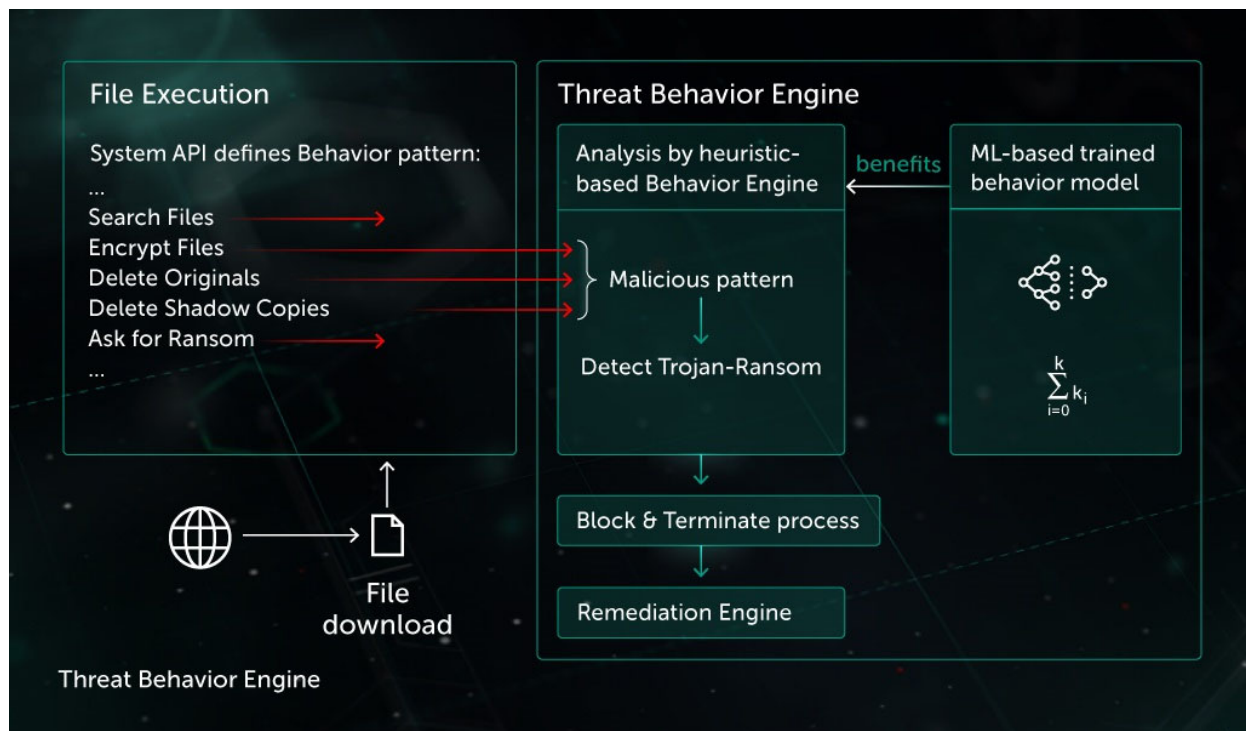 File Execution
System API defines Behavior pattern:
...
Search Files
Encrypt Files
Delete Originals
Delete Shadow Copies
Ask for Ransom
...
File
download
Threat Behavior Engine
Threat Behavior Engine
Analysis by heuristic-
based Behavior Engine
benefits
ML-based trained
behavior model
Malicious pattern
Detect Trojan-Ransom
k
∑ kᵢ
i=0
Block & Terminate process
Remediation Engine